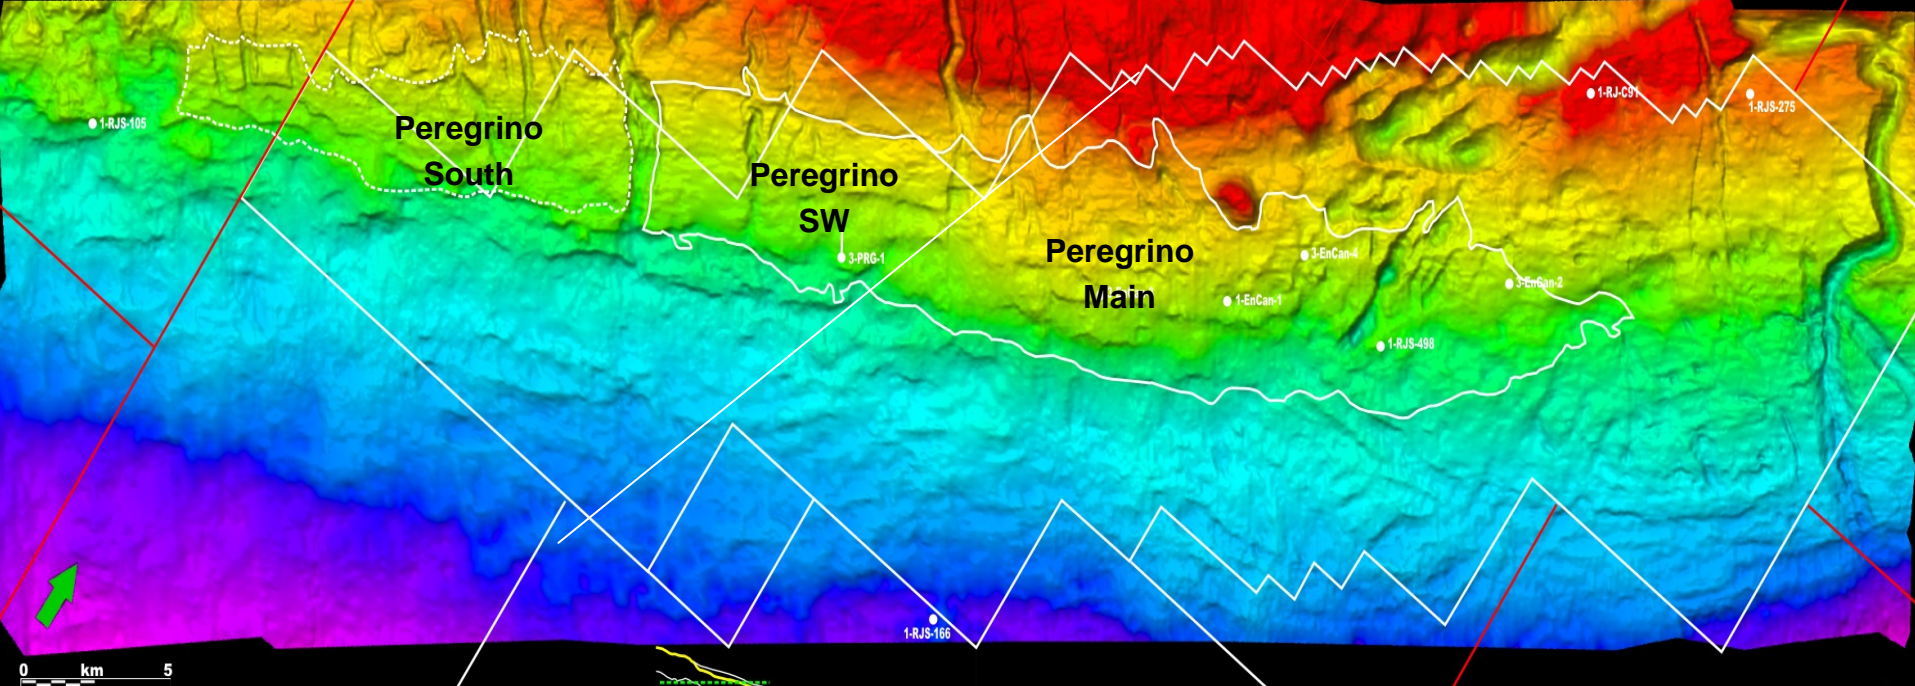 1-RJ-C91
1-RJS-275
1-RJS-105
Peregrino
South
Peregrino
SW
Peregrino
Main
3-PRG-1
3-EnCan-4
3-EnCan-2
1-EnCan-1
1-RJS-498
1-RJS-166
0 km 5